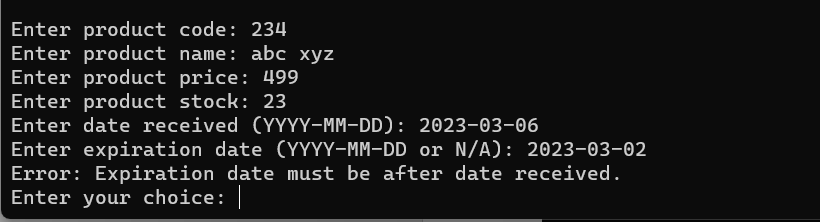 Enter product code: 234
Enter product name: abc xyz
Enter product price: 499
Enter product stock: 23
Enter date received (YYYY-MM-DD): 2023-03-06
Enter expiration date (YYYY-MM-DD or N/A): 2023-03-02
Error: Expiration date must be after date received.
Enter your choice: